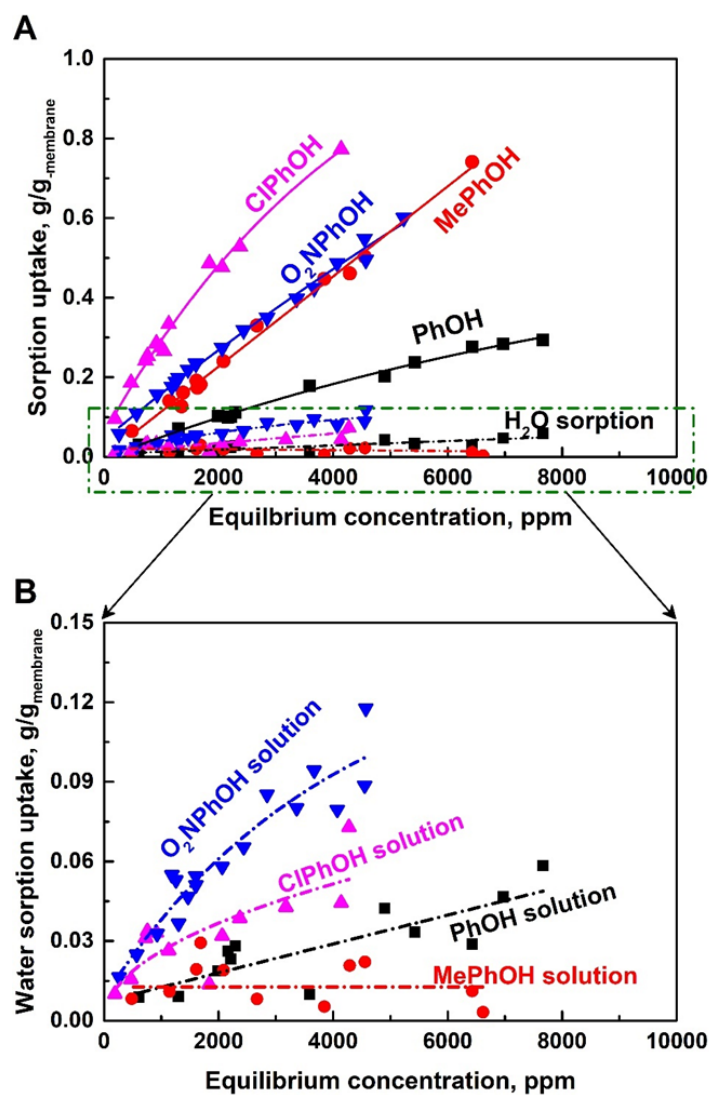 A
Sorption uptake, g/g-membrane
1.0
0.8
0.6
0.4
0.2
0.0
ClPhOH
O2NPhOH
MePhOH
PhOH
H2O sorption
0 2000 4000 6000 8000 10000
Equilbrium concentration, ppm
B
Water sorption uptake, g/gmembrane
0.15
0.12
0.09
0.06
0.03
0.00
O2NPhOH solution
ClPhOH solution
PhOH solution
MePhOH solution
0 2000 4000 6000 8000 10000
Equilibrium concentration, ppm